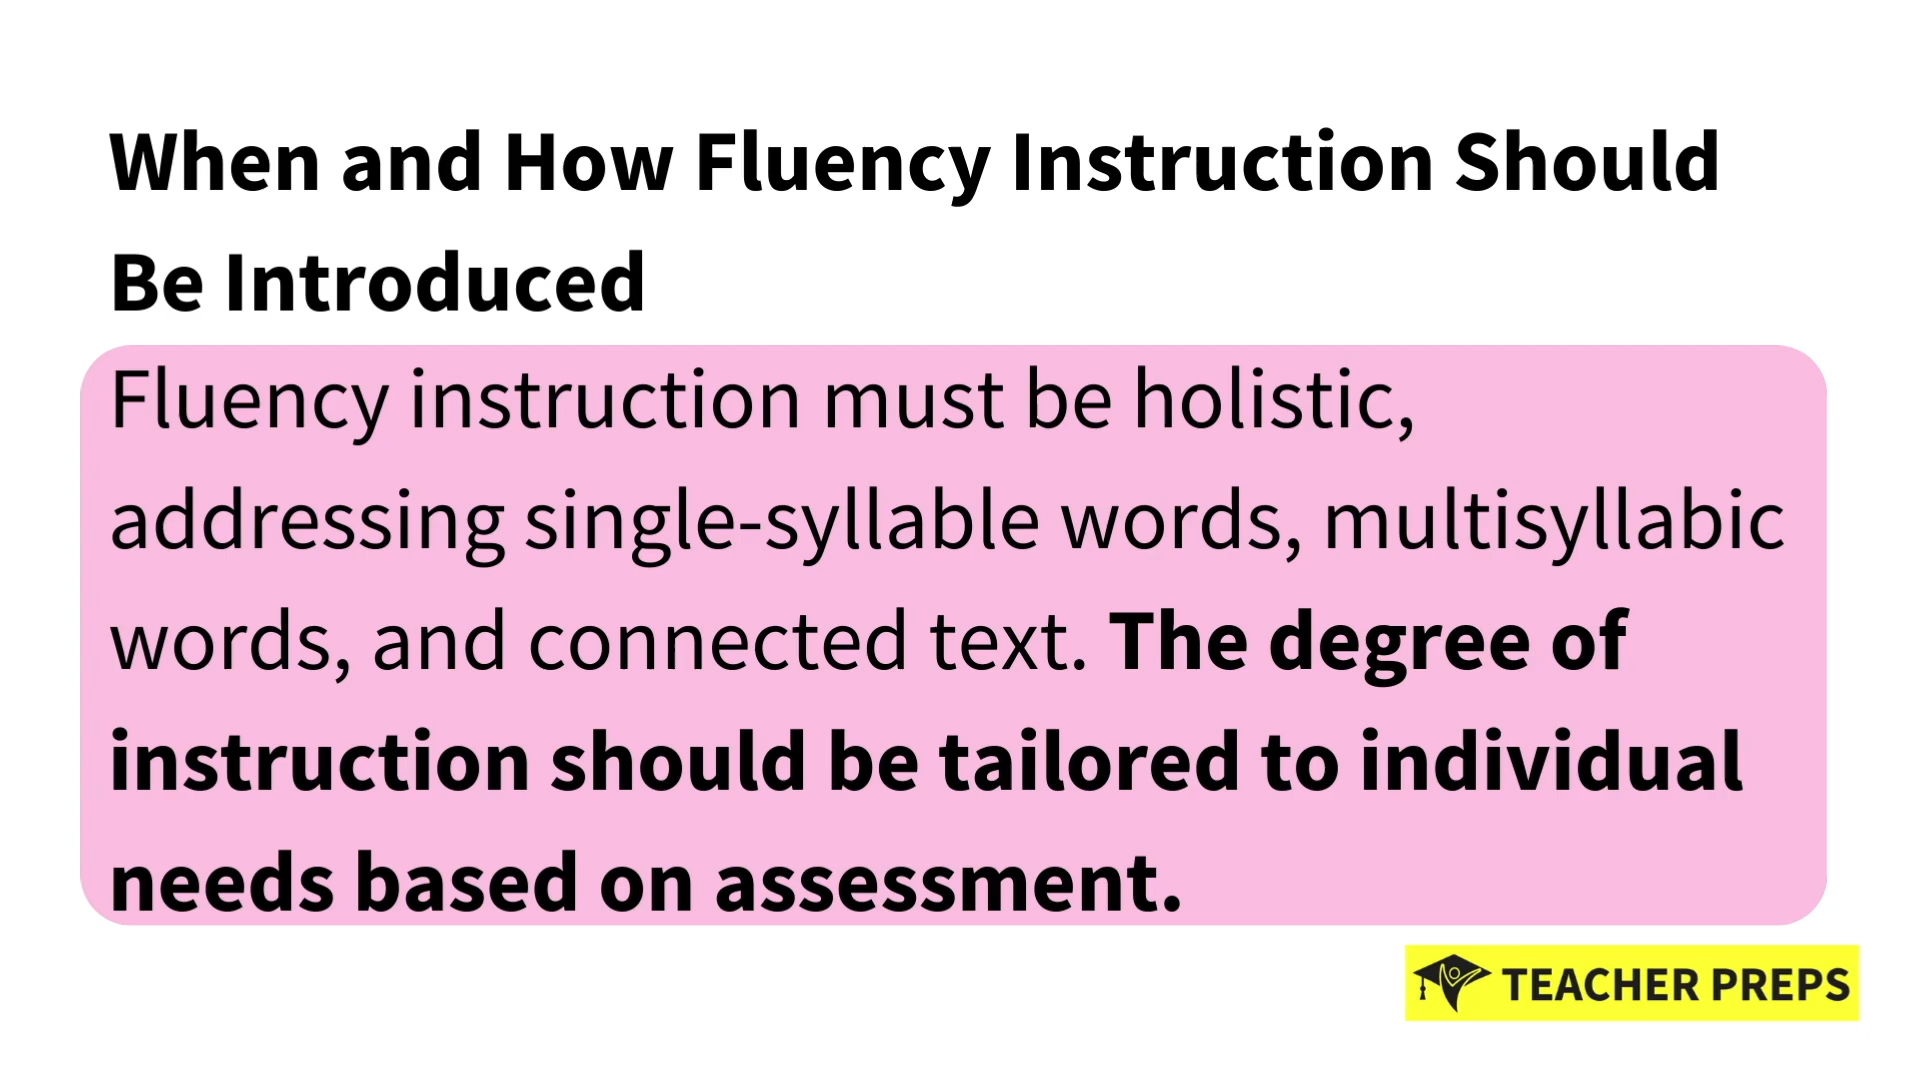 When and How Fluency Instruction Should
Be Introduced
Fluency instruction must be holistic,
addressing single-syllable words, multisyllabic
words, and connected text. The degree of
instruction should be tailored to individual
needs based on assessment.
TEACHER PREPS